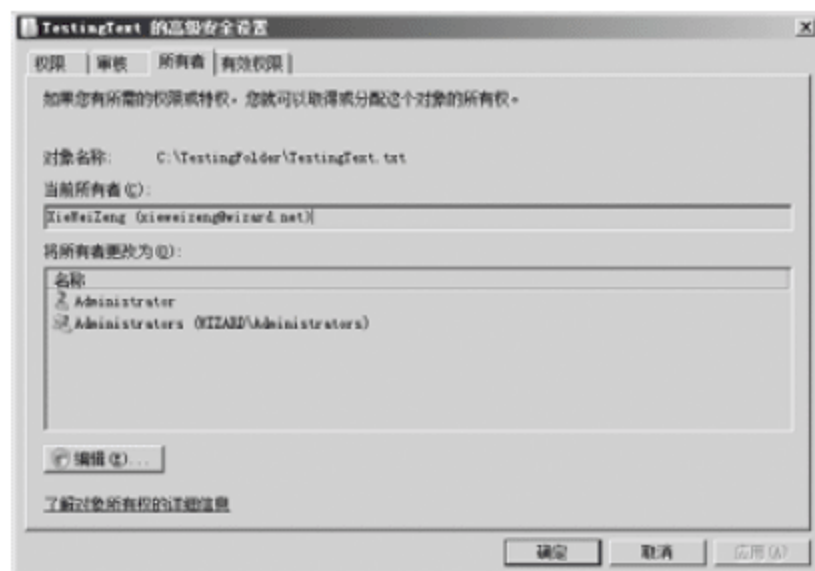 TestingText 的高级安全设置
权限 审核 所有者 有效权限
如果您有所需的权限或特权，您就可以取得或分配这个对象的所有权。
对象名称: C:\TestingFolder\TestingText.txt
当前所有者(C):
XieWeiZeng (xieweizeng@wizard.net)
将所有者更改为(O):
名称
Administrator
Administrators (WIZARD\Administrators)
编辑(E)...
了解对象所有权的详细信息
确定 取消 应用(A)